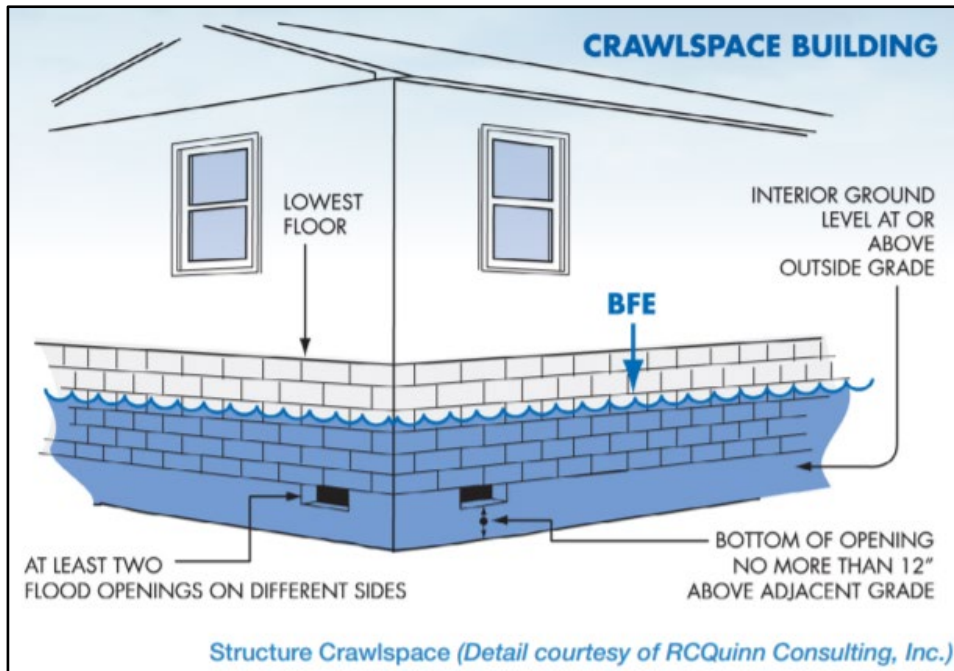 CRAWLSPACE BUILDING
LOWEST
FLOOR
INTERIOR GROUND
LEVEL AT OR
ABOVE
OUTSIDE GRADE
BFE
AT LEAST TWO
FLOOD OPENINGS ON DIFFERENT SIDES
BOTTOM OF OPENING
NO MORE THAN 12”
ABOVE ADJACENT GRADE
Structure Crawlspace (Detail courtesy of RCQuinn Consulting, Inc.)